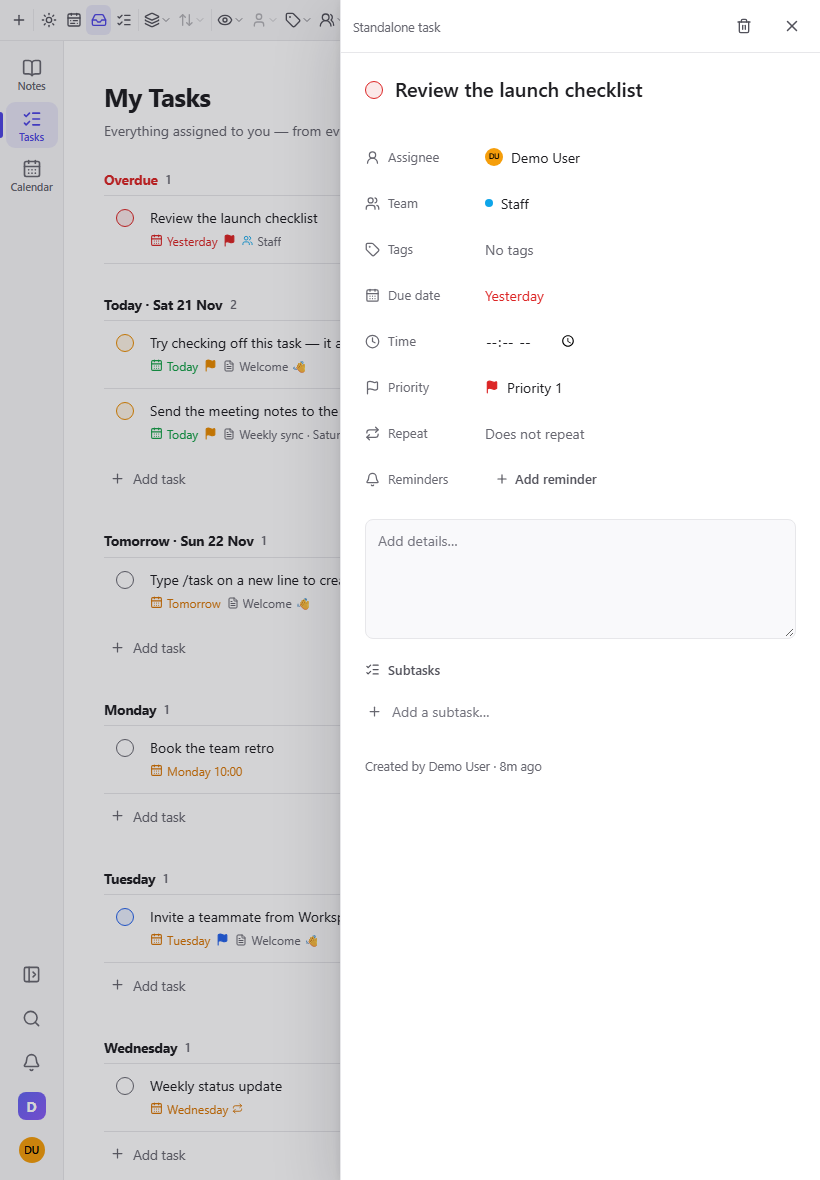 Standalone task
Notes
Tasks
Calendar
D
DU
My Tasks
Everything assigned to you — from ev
Overdue 1
Review the launch checklist
Yesterday Staff
Today · Sat 21 Nov 2
Try checking off this task — it a
Today Welcome
Send the meeting notes to the
Today Weekly sync · Satur
Add task
Tomorrow · Sun 22 Nov 1
Type /task on a new line to crea
Tomorrow Welcome
Add task
Monday 1
Book the team retro
Monday 10:00
Add task
Tuesday 1
Invite a teammate from Worksp
Tuesday Welcome
Add task
Wednesday 1
Weekly status update
Wednesday
Add task
Review the launch checklist
Assignee DU Demo User
Team Staff
Tags No tags
Due date Yesterday
Time --:-- --
Priority Priority 1
Repeat Does not repeat
Reminders Add reminder
Add details...
Subtasks
Add a subtask...
Created by Demo User · 8m ago